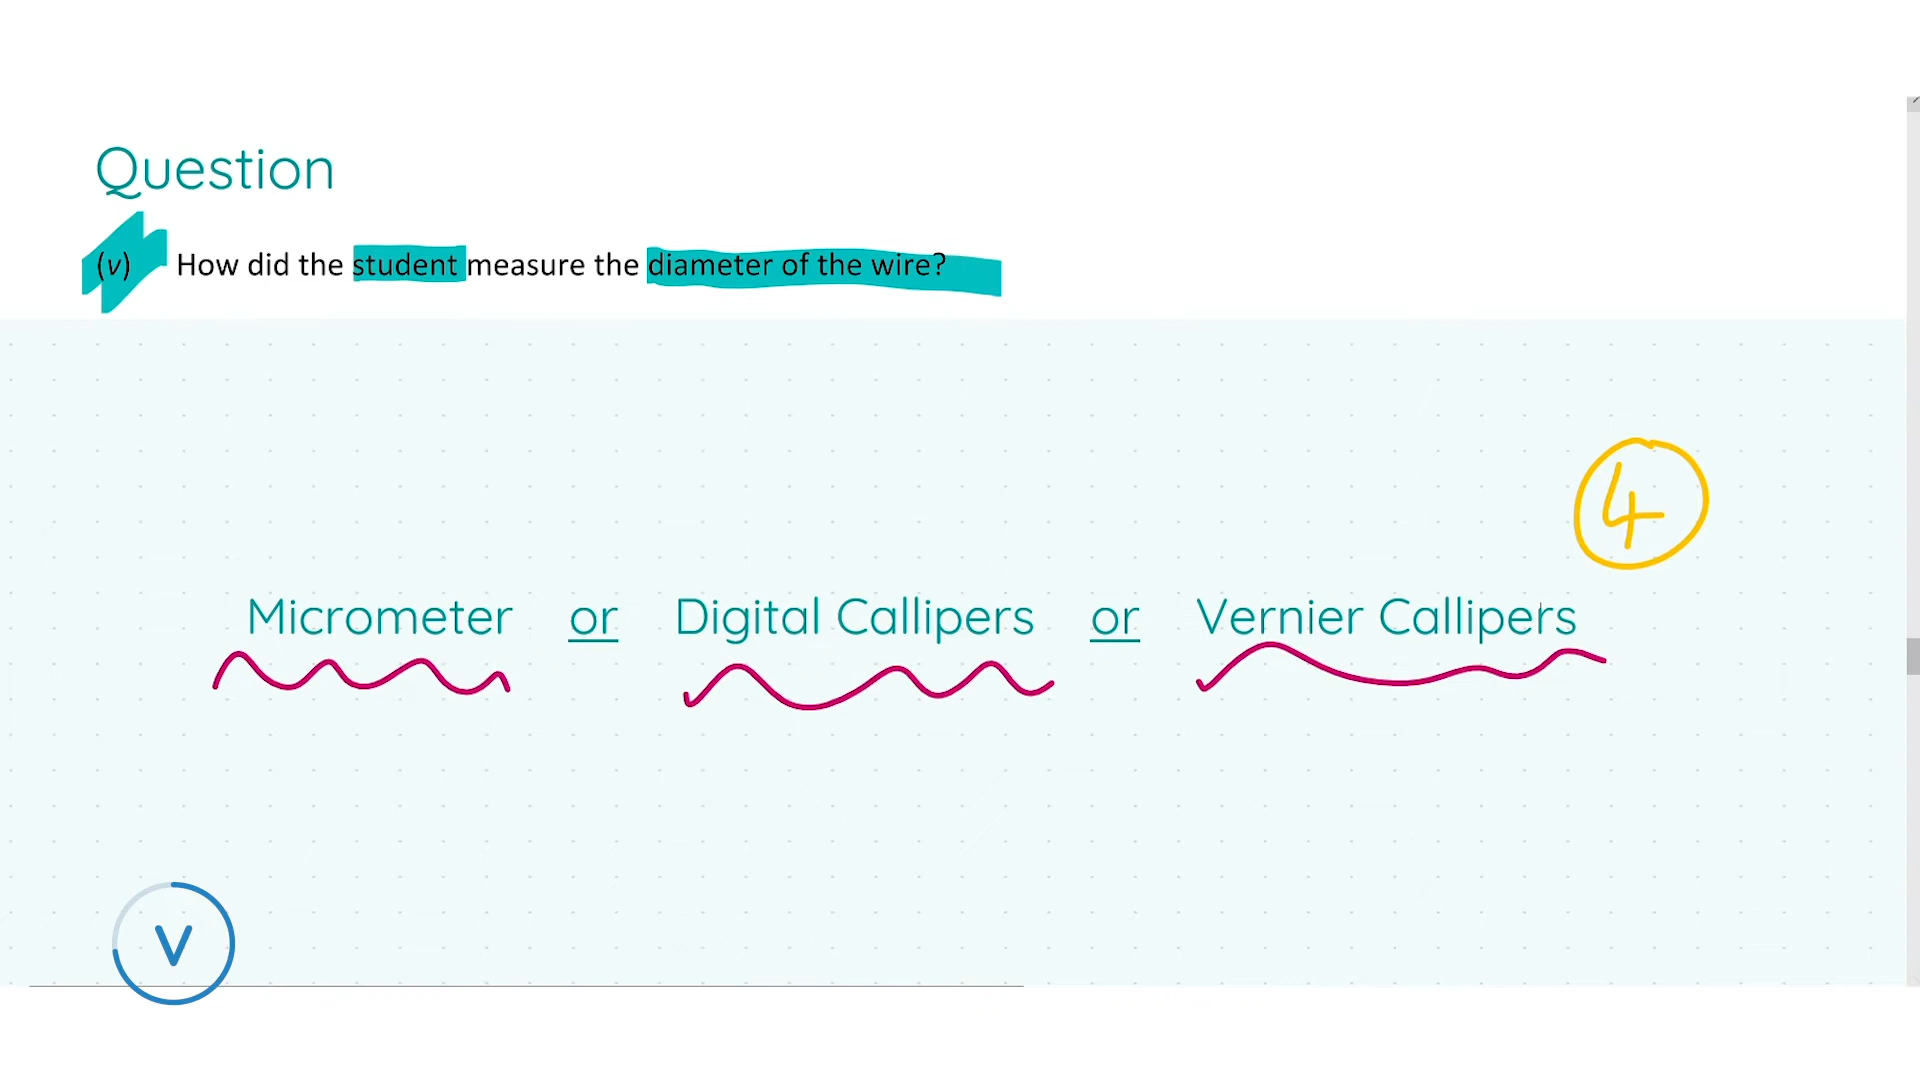 Question
(v) How did the student measure the diameter of the wire?
4
Micrometer or Digital Callipers or Vernier Callipers
V